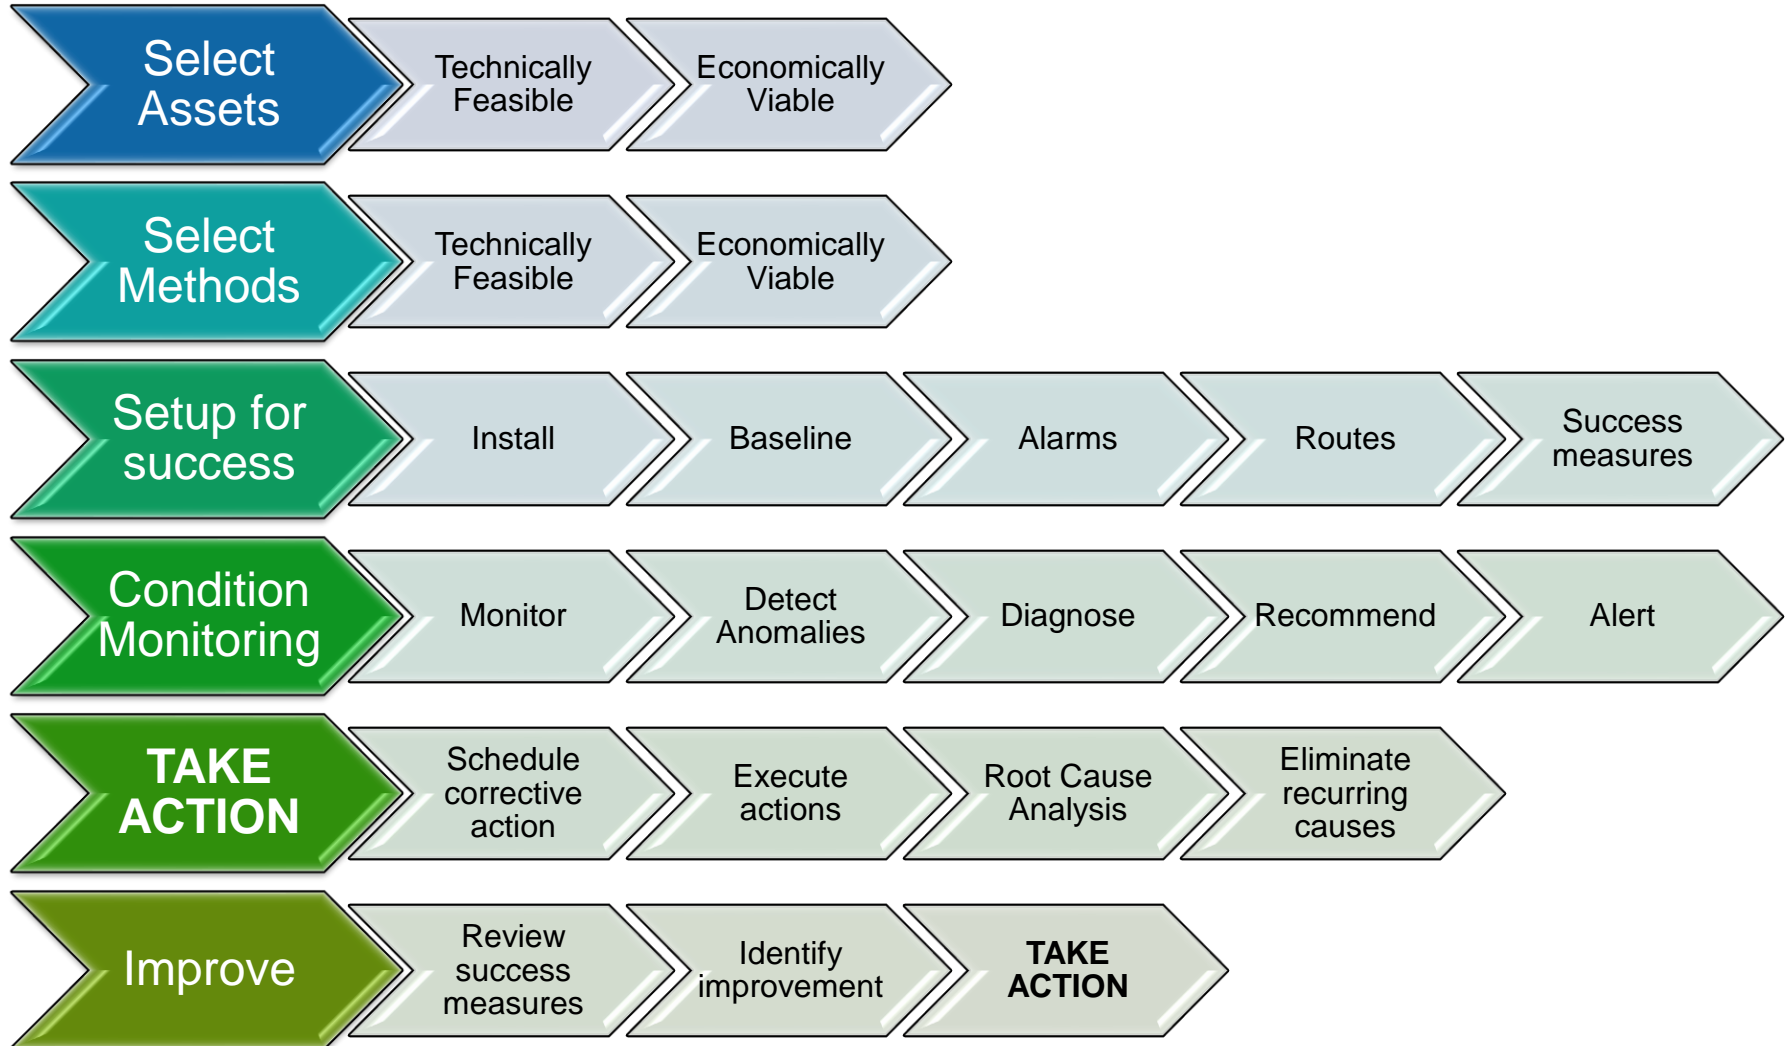 Select
Assets
Technically
Feasible
Economically
Viable
Select
Methods
Technically
Feasible
Economically
Viable
Setup for
success
Install
Baseline
Alarms
Routes
Success
measures
Condition
Monitoring
Monitor
Detect
Anomalies
Diagnose
Recommend
Alert
TAKE
ACTION
Schedule
corrective
action
Execute
actions
Root Cause
Analysis
Eliminate
recurring
causes
Improve
Review
success
measures
Identify
improvement
TAKE
ACTION